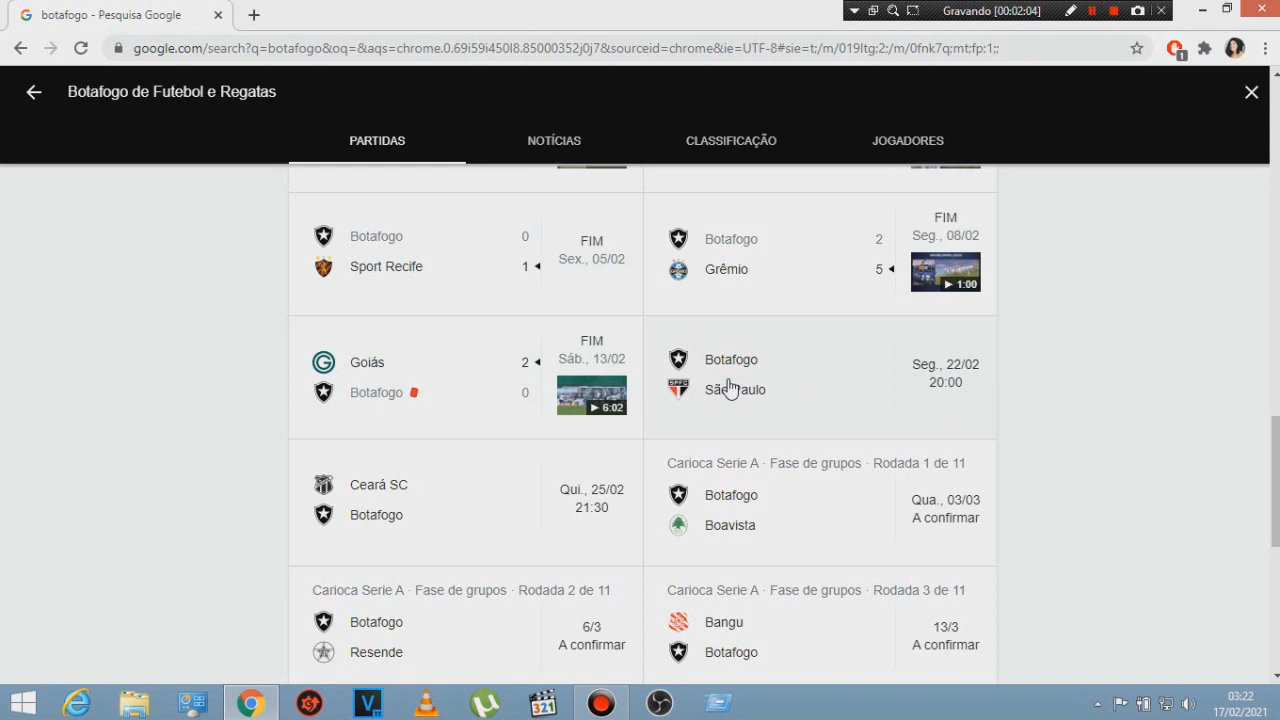 botafogo - Pesquisa Google
Gravando [00:02:04]
google.com/search?q=botafogo&oq=&aqs=chrome.0.69i59i450l8.85000352j0j7&sourceid=chrome&ie=UTF-8#sie=t;/m/019ltg;2;/m/0fnk7q;mt;fp;1;;
1
Botafogo de Futebol e Regatas
PARTIDAS NOTÍCIAS CLASSIFICAÇÃO JOGADORES
Botafogo 0
Sport Recife 1
FIM
Sex., 05/02
Botafogo 2
Grêmio 5
FIM
Seg., 08/02
1:00
Goiás 2
Botafogo 0
FIM
Sáb., 13/02
6:02
Botafogo
São Paulo
Seg., 22/02
20:00
Ceará SC
Botafogo
Qui., 25/02
21:30
Carioca Serie A · Fase de grupos · Rodada 1 de 11
Botafogo
Boavista
Qua., 03/03
A confirmar
Carioca Serie A · Fase de grupos · Rodada 2 de 11
Botafogo
Resende
6/3
A confirmar
Carioca Serie A · Fase de grupos · Rodada 3 de 11
Bangu
Botafogo
13/3
A confirmar
321
03:22
17/02/2021